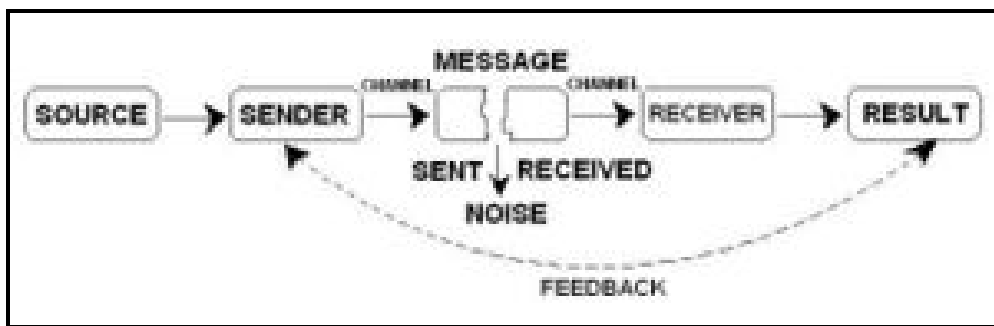 MESSAGE
CHANNEL CHANNEL
SOURCE SENDER RECEIVER RESULT
SENT RECEIVED
NOISE
FEEDBACK